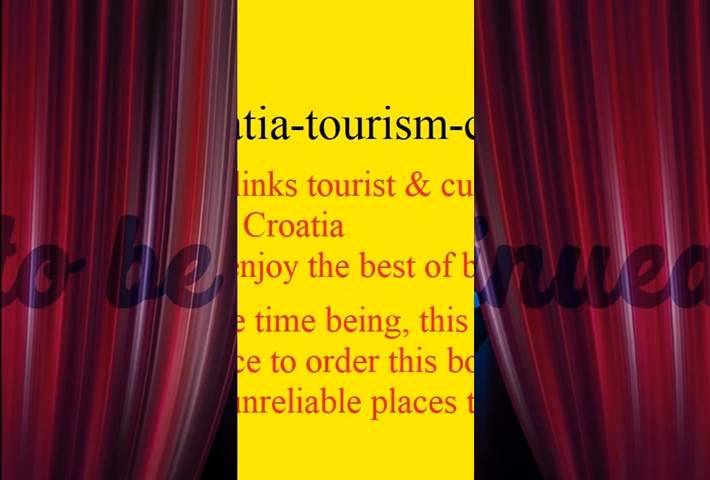 atia-tourism-c
links tourist & cu
Croatia
enjoy the best of b
e time being, this
ce to order this bo
unreliable places t
to be inued